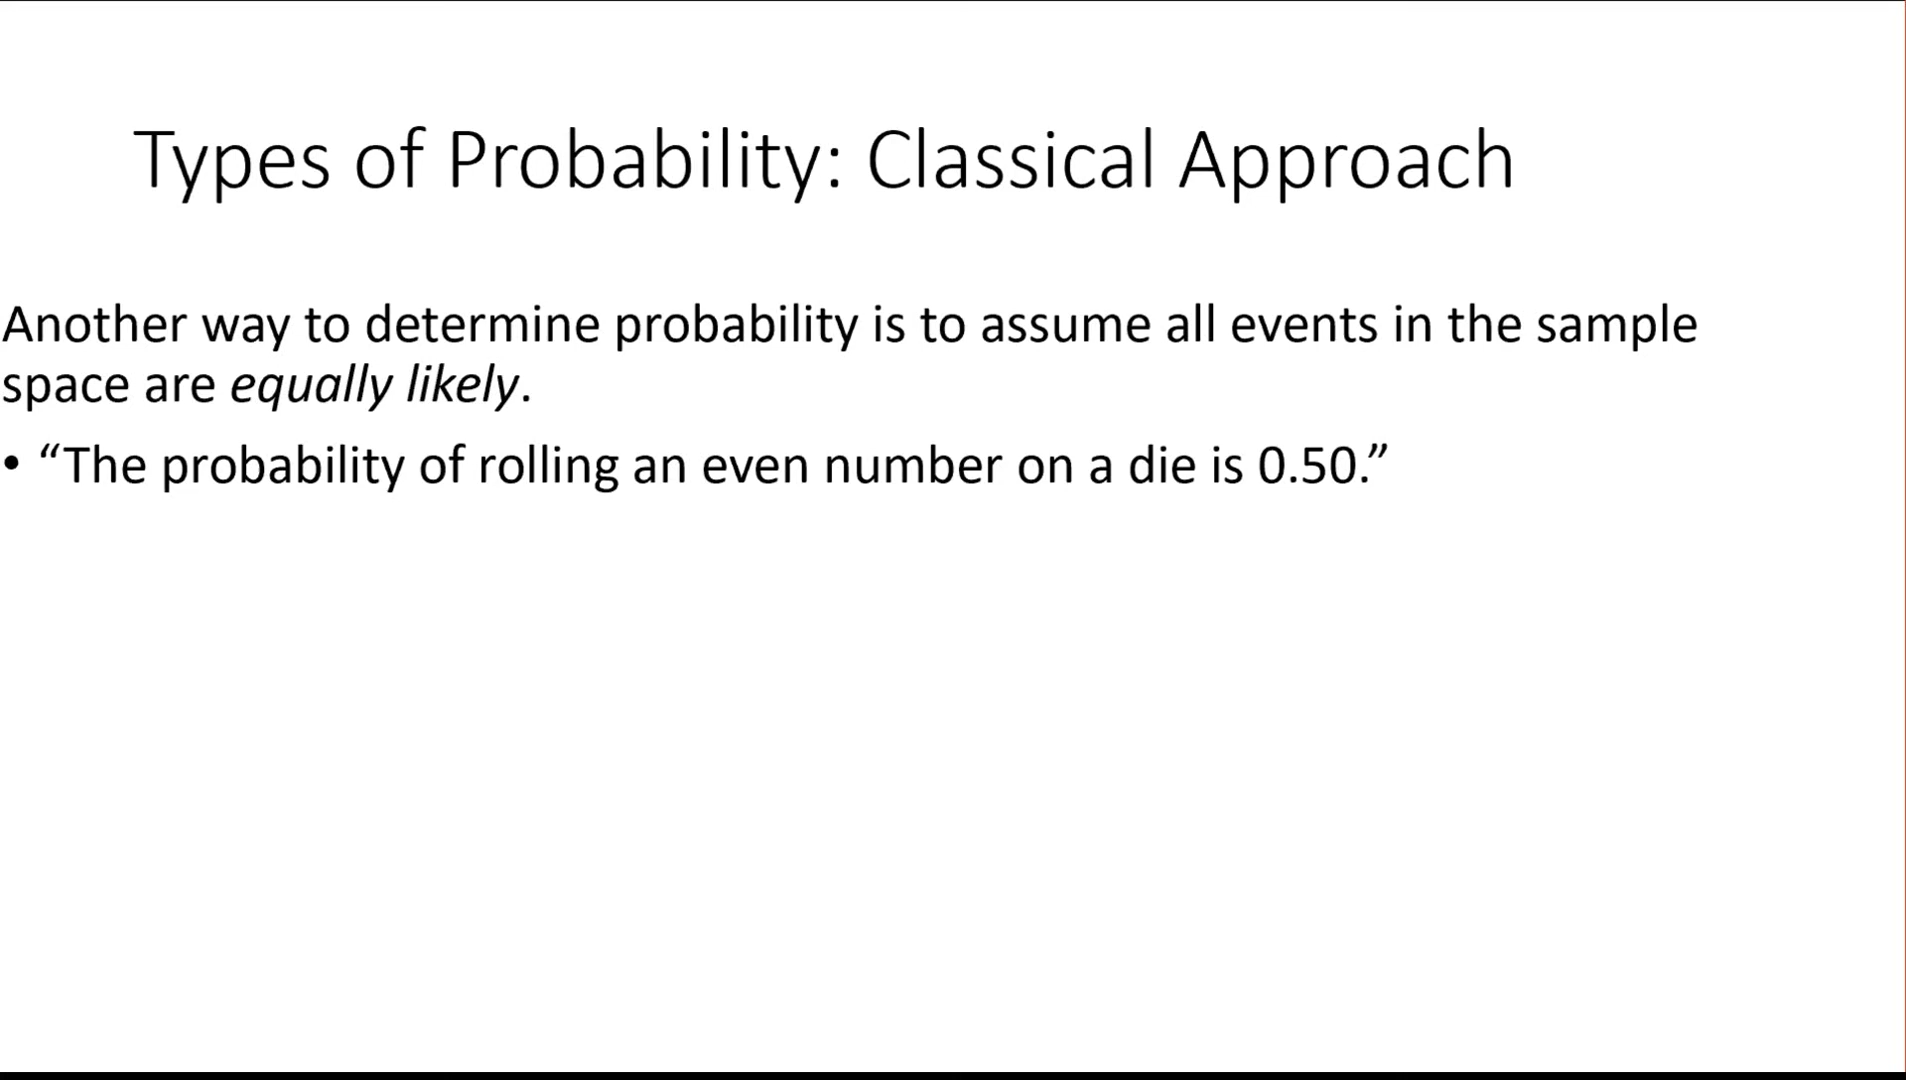 Types of Probability: Classical Approach
Another way to determine probability is to assume all events in the sample
space are equally likely.
• “The probability of rolling an even number on a die is 0.50.”